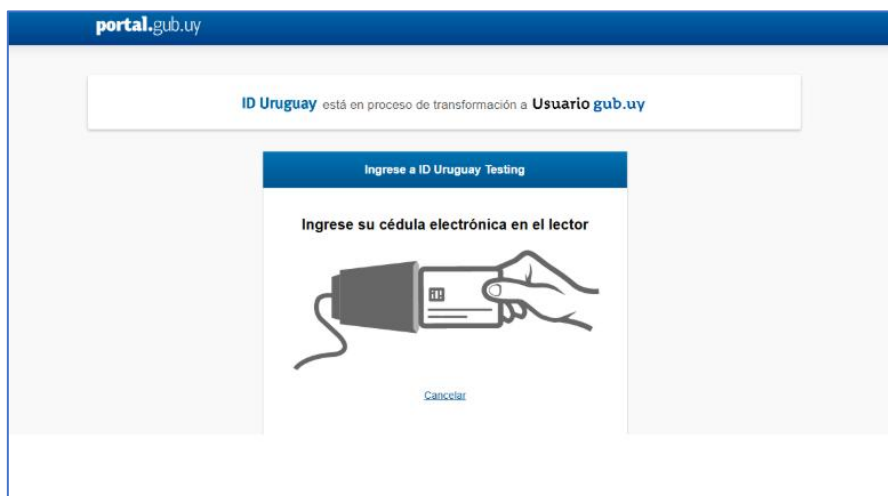 portal.gub.uy
ID Uruguay está en proceso de transformación a Usuario gub.uy
Ingrese a ID Uruguay Testing
Ingrese su cédula electrónica en el lector
Cancelar